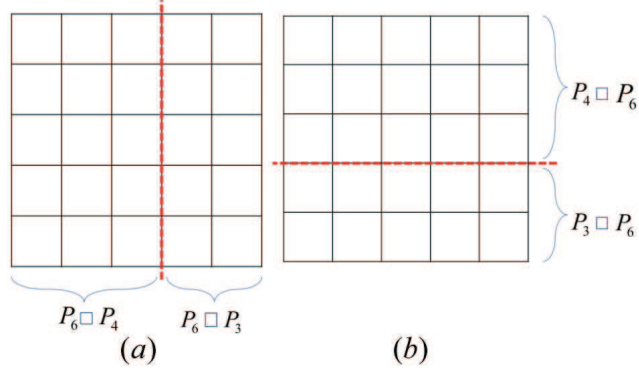 P₄ □ P₆
P₃ □ P₆
P₆ □ P₄
P₆ □ P₃
(a)
(b)